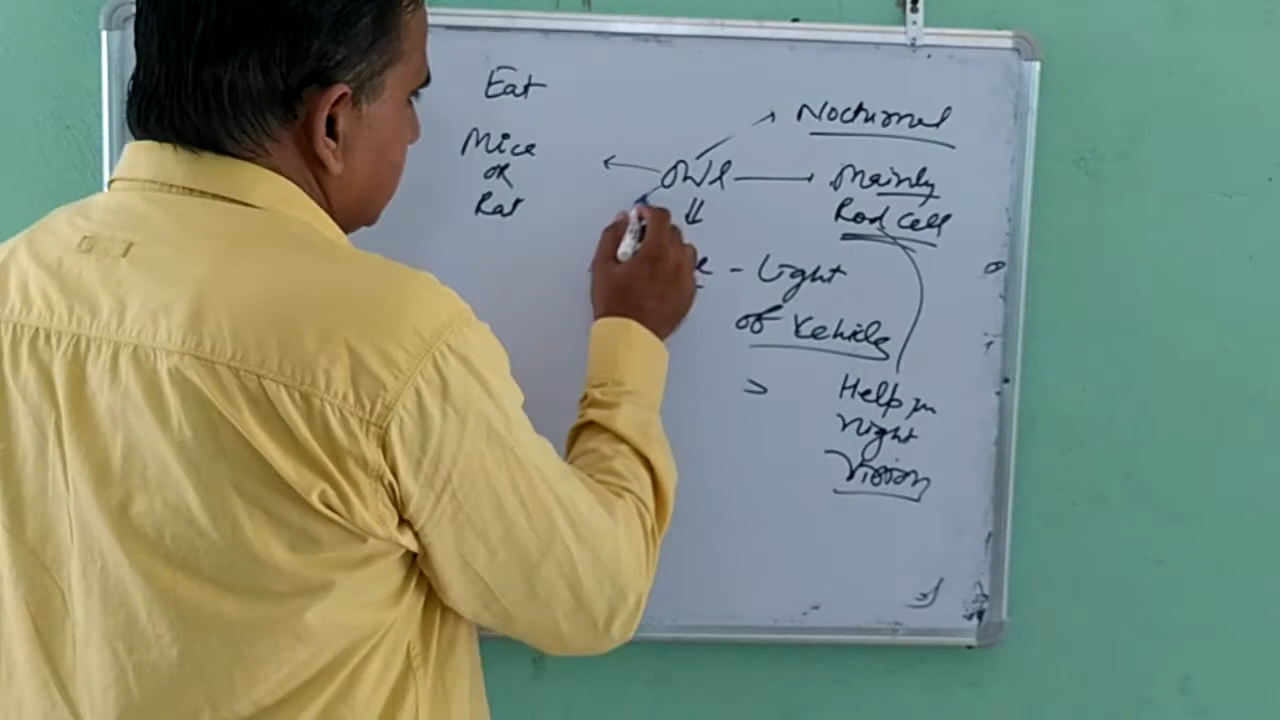 Eat
Mice
OR
Rat
Owl
Nocturnal
Mainly
Rod Cell
- Light
of Vehicle
Help in
night
Vision